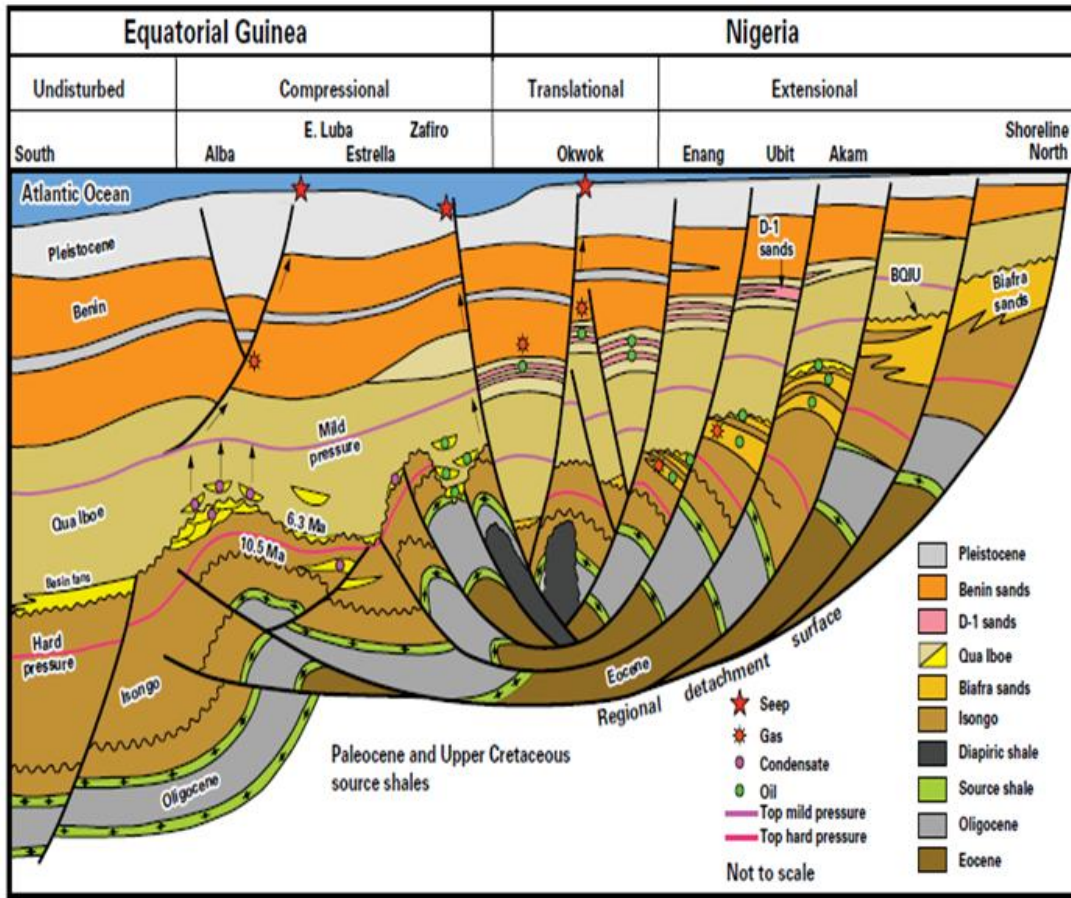 Equatorial Guinea
Nigeria
Undisturbed
Compressional
Translational
Extensional
E. Luba
Zafiro
Shoreline
South
Alba
Estrella
Okwok
Enang
Ubit
Akam
North
Atlantic Ocean
Pleistocene
D-1
sands
BQIU
Biafra
sands
Benin
Mild
pressure
Qua Iboe
6.3 Ma
10.5 Ma
Besin fans
Hard
pressure
Isongo
Eocene
Regional detachment surface
Oligocene
Paleocene and Upper Cretaceous
source shales
Seep
Gas
Condensate
Oil
Top mild pressure
Top hard pressure
Not to scale
Pleistocene
Benin sands
D-1 sands
Qua Iboe
Biafra sands
Isongo
Diapiric shale
Source shale
Oligocene
Eocene